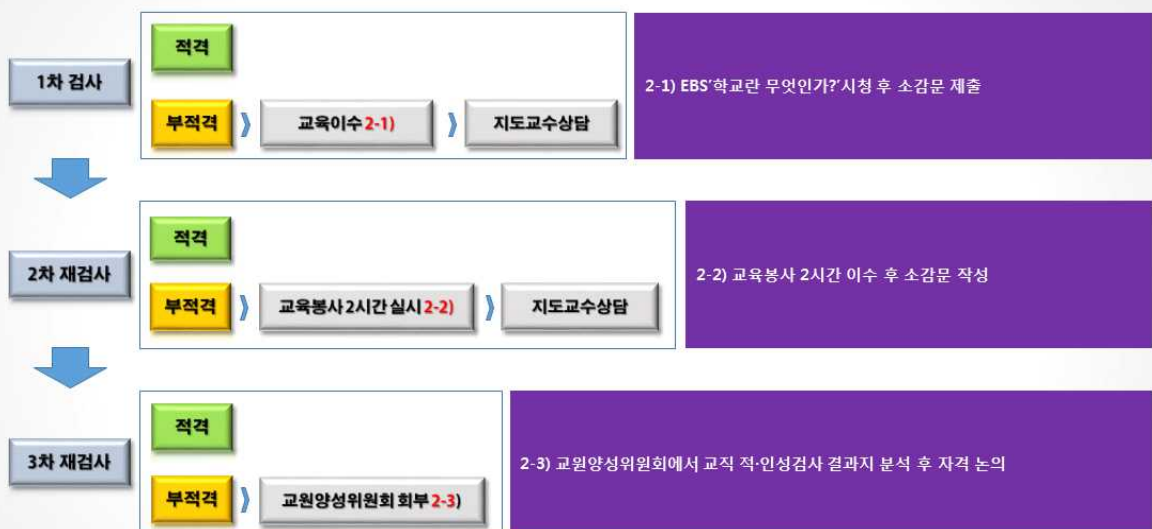 1차 검사
적격
부적격
교육이수 2-1)
지도교수상담
2-1) EBS'학교란 무엇인가?'시청 후 소감문 제출
2차 재검사
적격
부적격
교육봉사 2시간 실시 2-2)
지도교수상담
2-2) 교육봉사 2시간 이수 후 소감문 작성
3차 재검사
적격
부적격
교원양성위원회 회부 2-3)
2-3) 교원양성위원회에서 교직 적·인성검사 결과지 분석 후 자격 논의